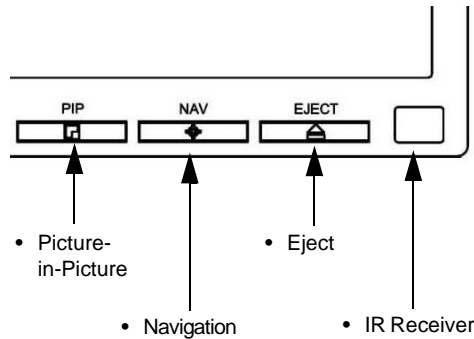 PIP NAV EJECT
• Picture-
in-Picture
• Eject
• Navigation
• IR Receiver